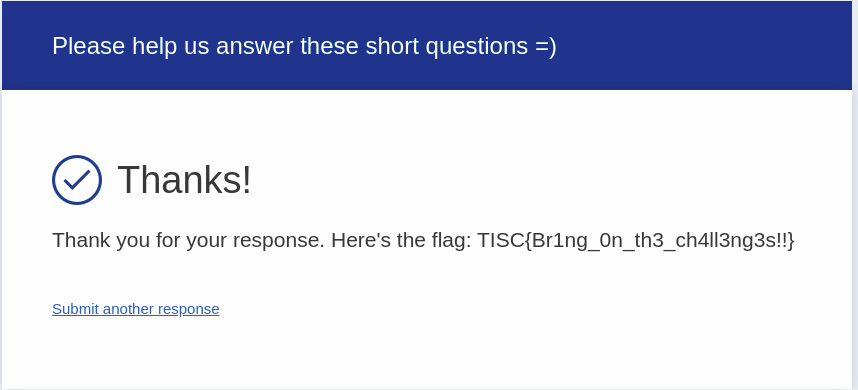 Please help us answer these short questions =)
Thanks!
Thank you for your response. Here's the flag: TISC{Br1ng_0n_th3_ch4ll3ng3s!!}
Submit another response